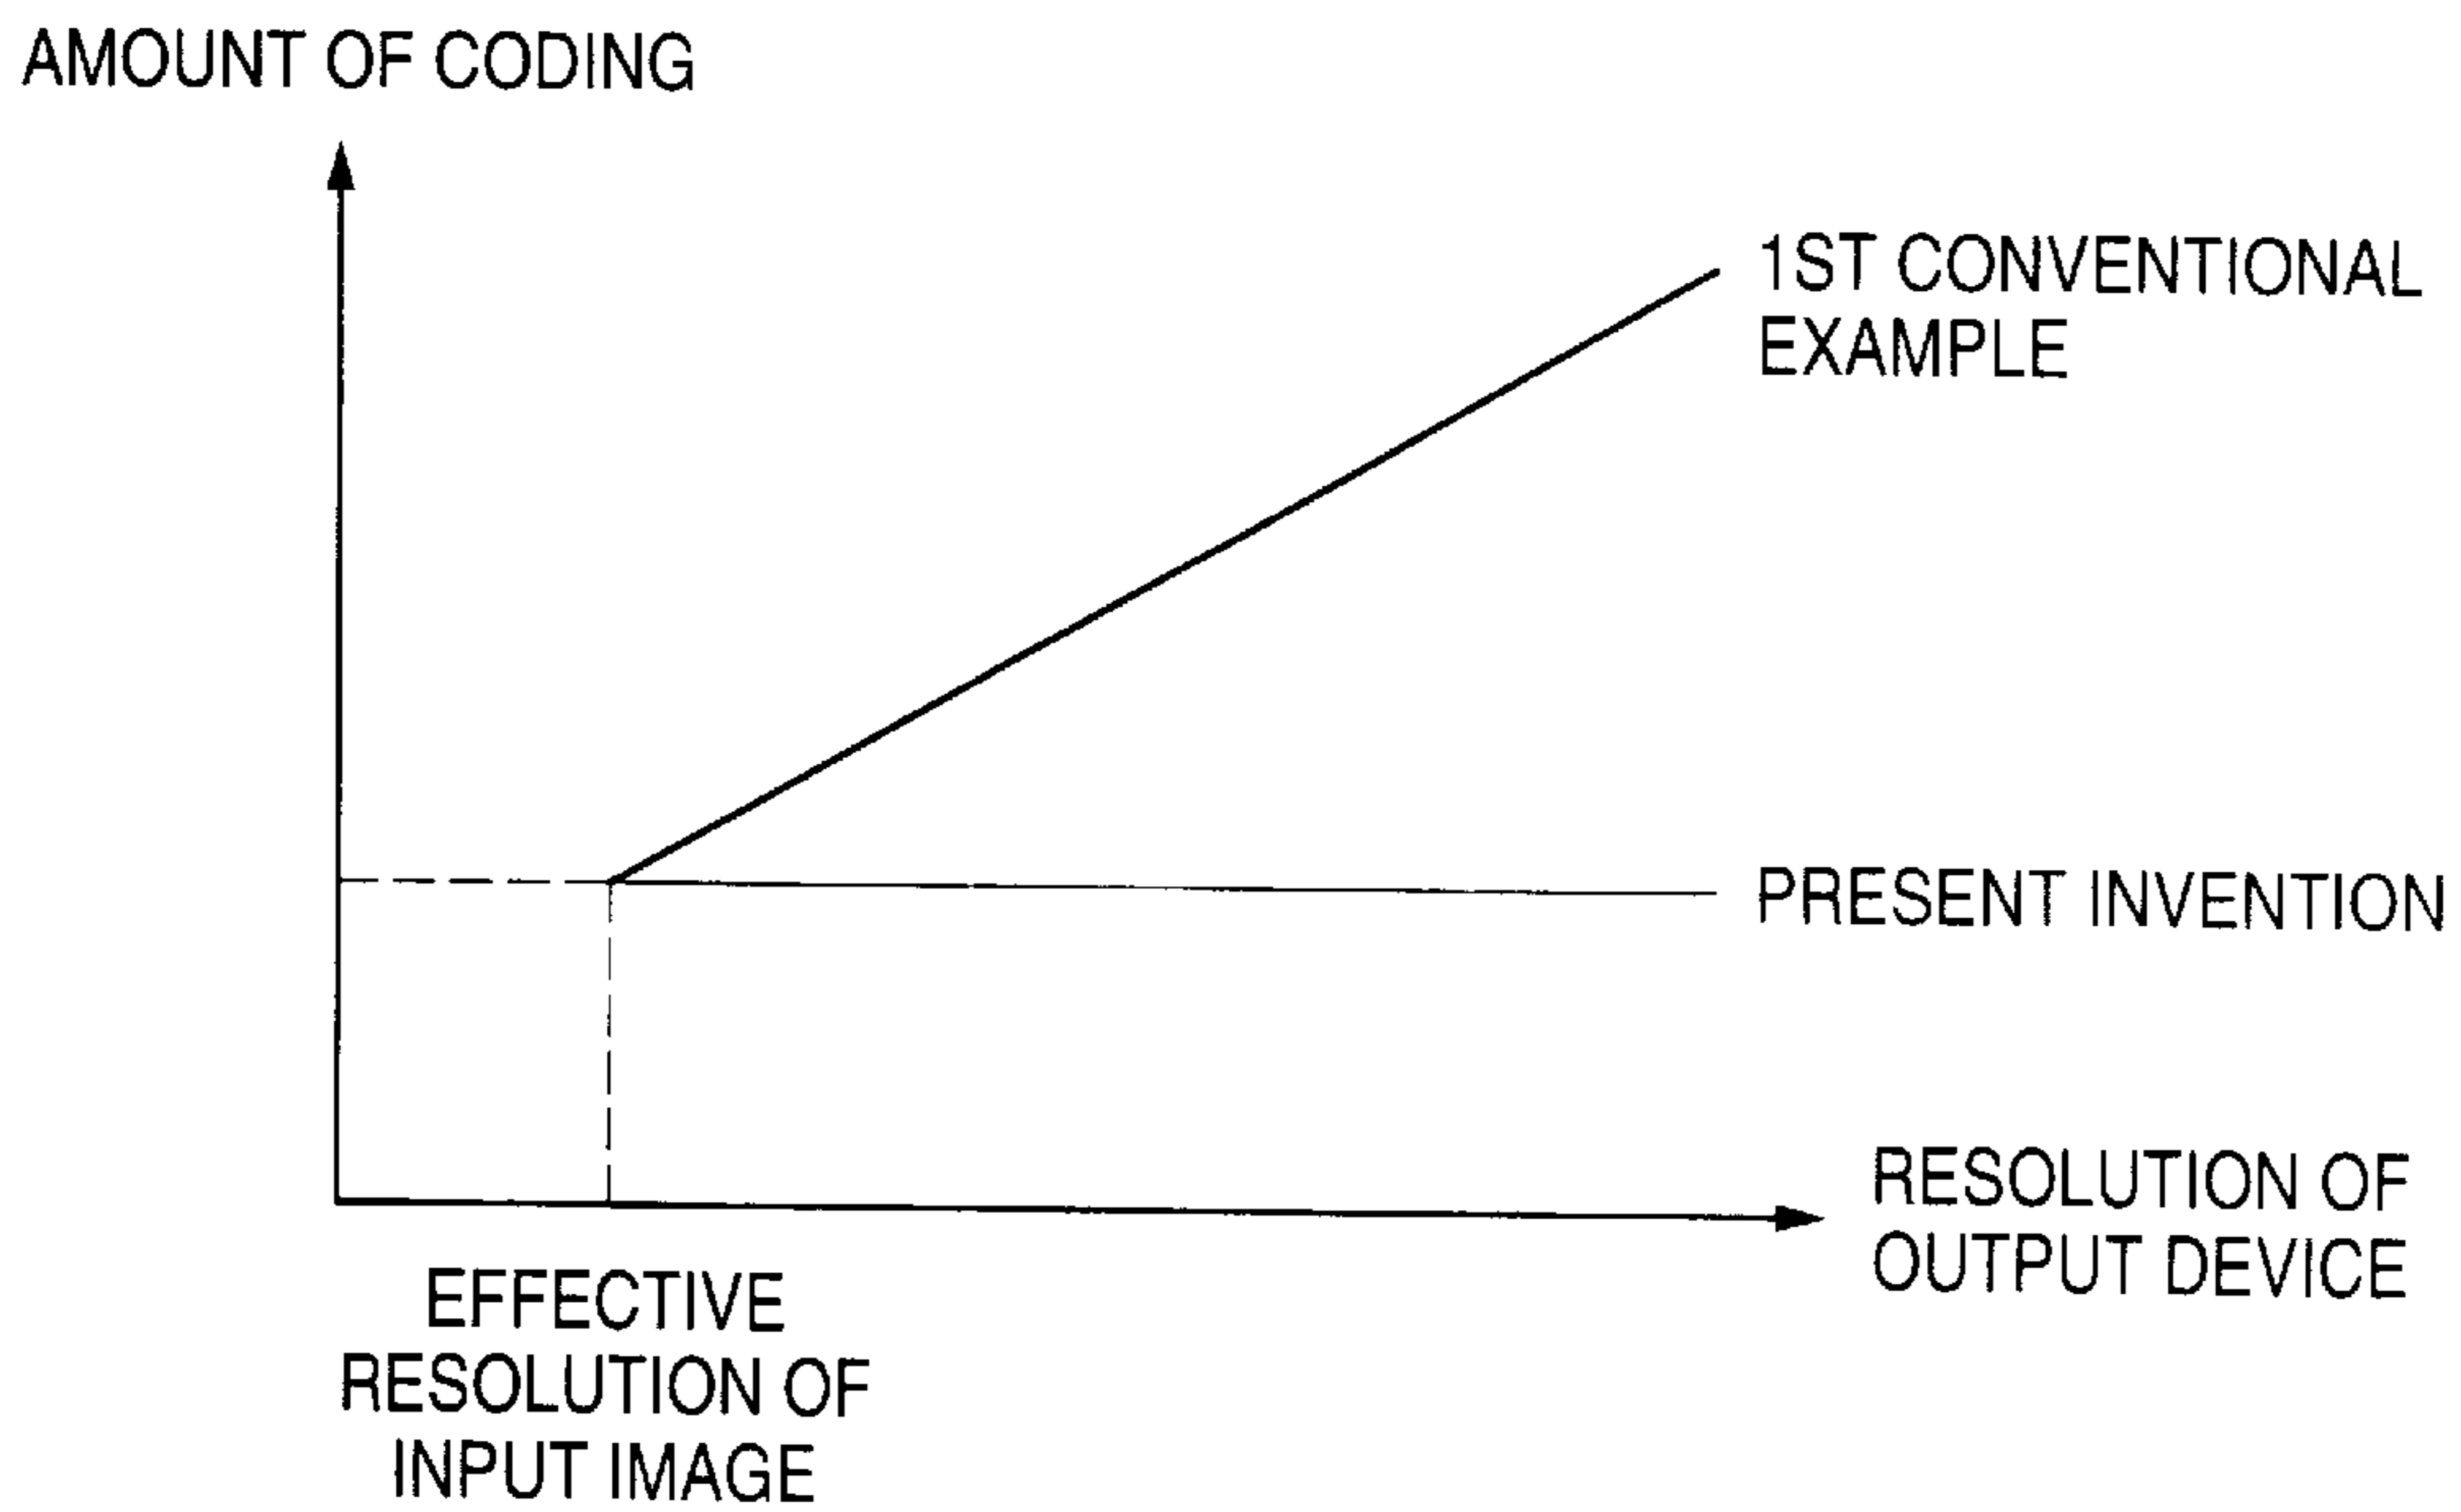 AMOUNT OF CODING
1ST CONVENTIONAL
EXAMPLE
PRESENT INVENTION
RESOLUTION OF
OUTPUT DEVICE
EFFECTIVE
RESOLUTION OF
INPUT IMAGE